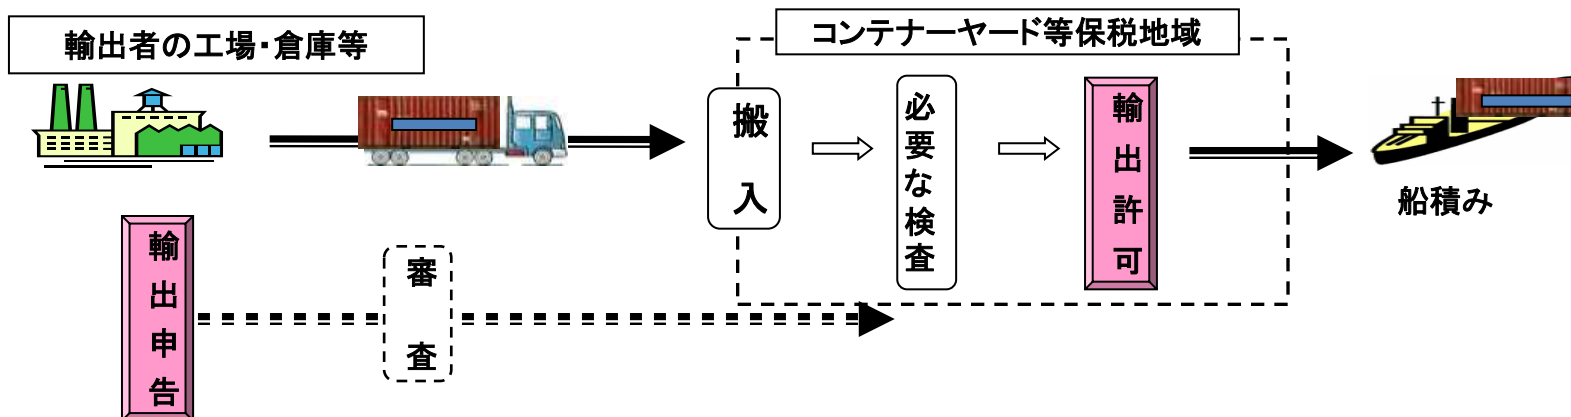 輸出者の工場・倉庫等
コンテナーヤード等保税地域
搬入
必要な検査
輸出許可
船積み
輸出申告
審査